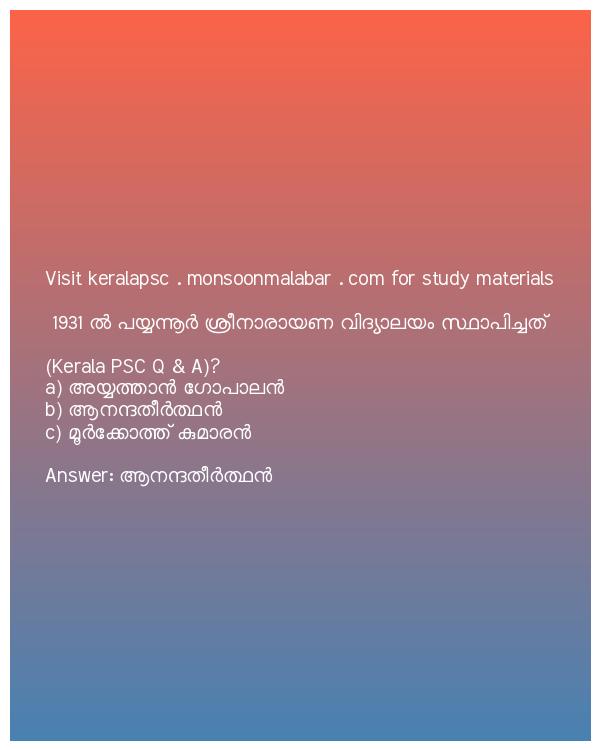 Visit keralapsc . monsoonmalabar . com for study materials
1931 ൽ പയ്യന്നൂർ ശ്രീനാരായണ വിദ്യാലയം സ്ഥാപിച്ചത്
(Kerala PSC Q & A)?
a) അയ്യത്താൻ ഗോപാലൻ
b) ആനന്ദതീർത്ഥൻ
c) മൂർക്കോത്ത് കുമാരൻ
Answer: ആനന്ദതീർത്ഥൻ